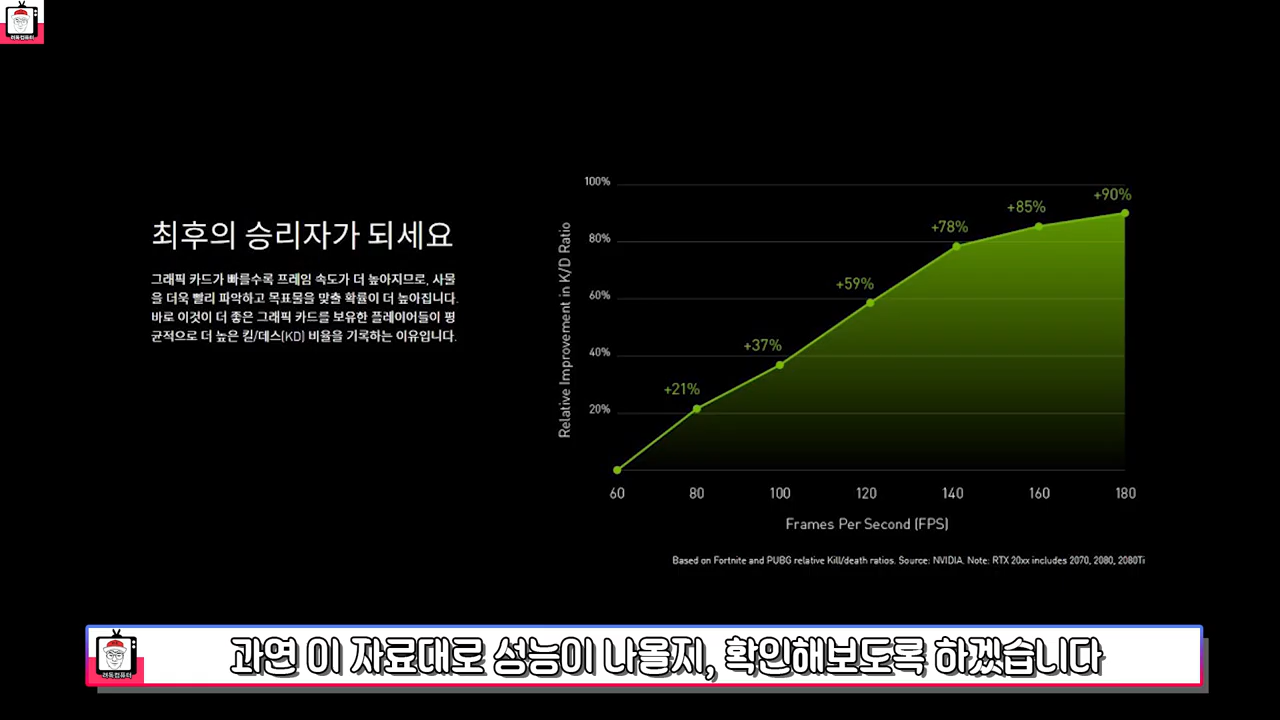 최후의 승리자가 되세요
그래픽 카드가 빠를수록 프레임 속도가 더 높아지므로, 사물
을 더욱 빨리 파악하고 목표물을 맞출 확률이 더 높아집니다.
바로 이것이 더 좋은 그래픽 카드를 보유한 플레이어들이 평
균적으로 더 높은 킬/데스(KD) 비율을 기록하는 이유입니다.
Relative Improvement in K/D Ratio
100%
80%
60%
40%
20%
+21%
+37%
+59%
+78%
+85%
+90%
60 80 100 120 140 160 180
Frames Per Second (FPS)
Based on Fortnite and PUBG relative Kill/death ratios. Source: NVIDIA. Note: RTX 20xx includes 2070, 2080, 2080Ti
과연 이 자료대로 성능이 나올지, 확인해보도록 하겠습니다